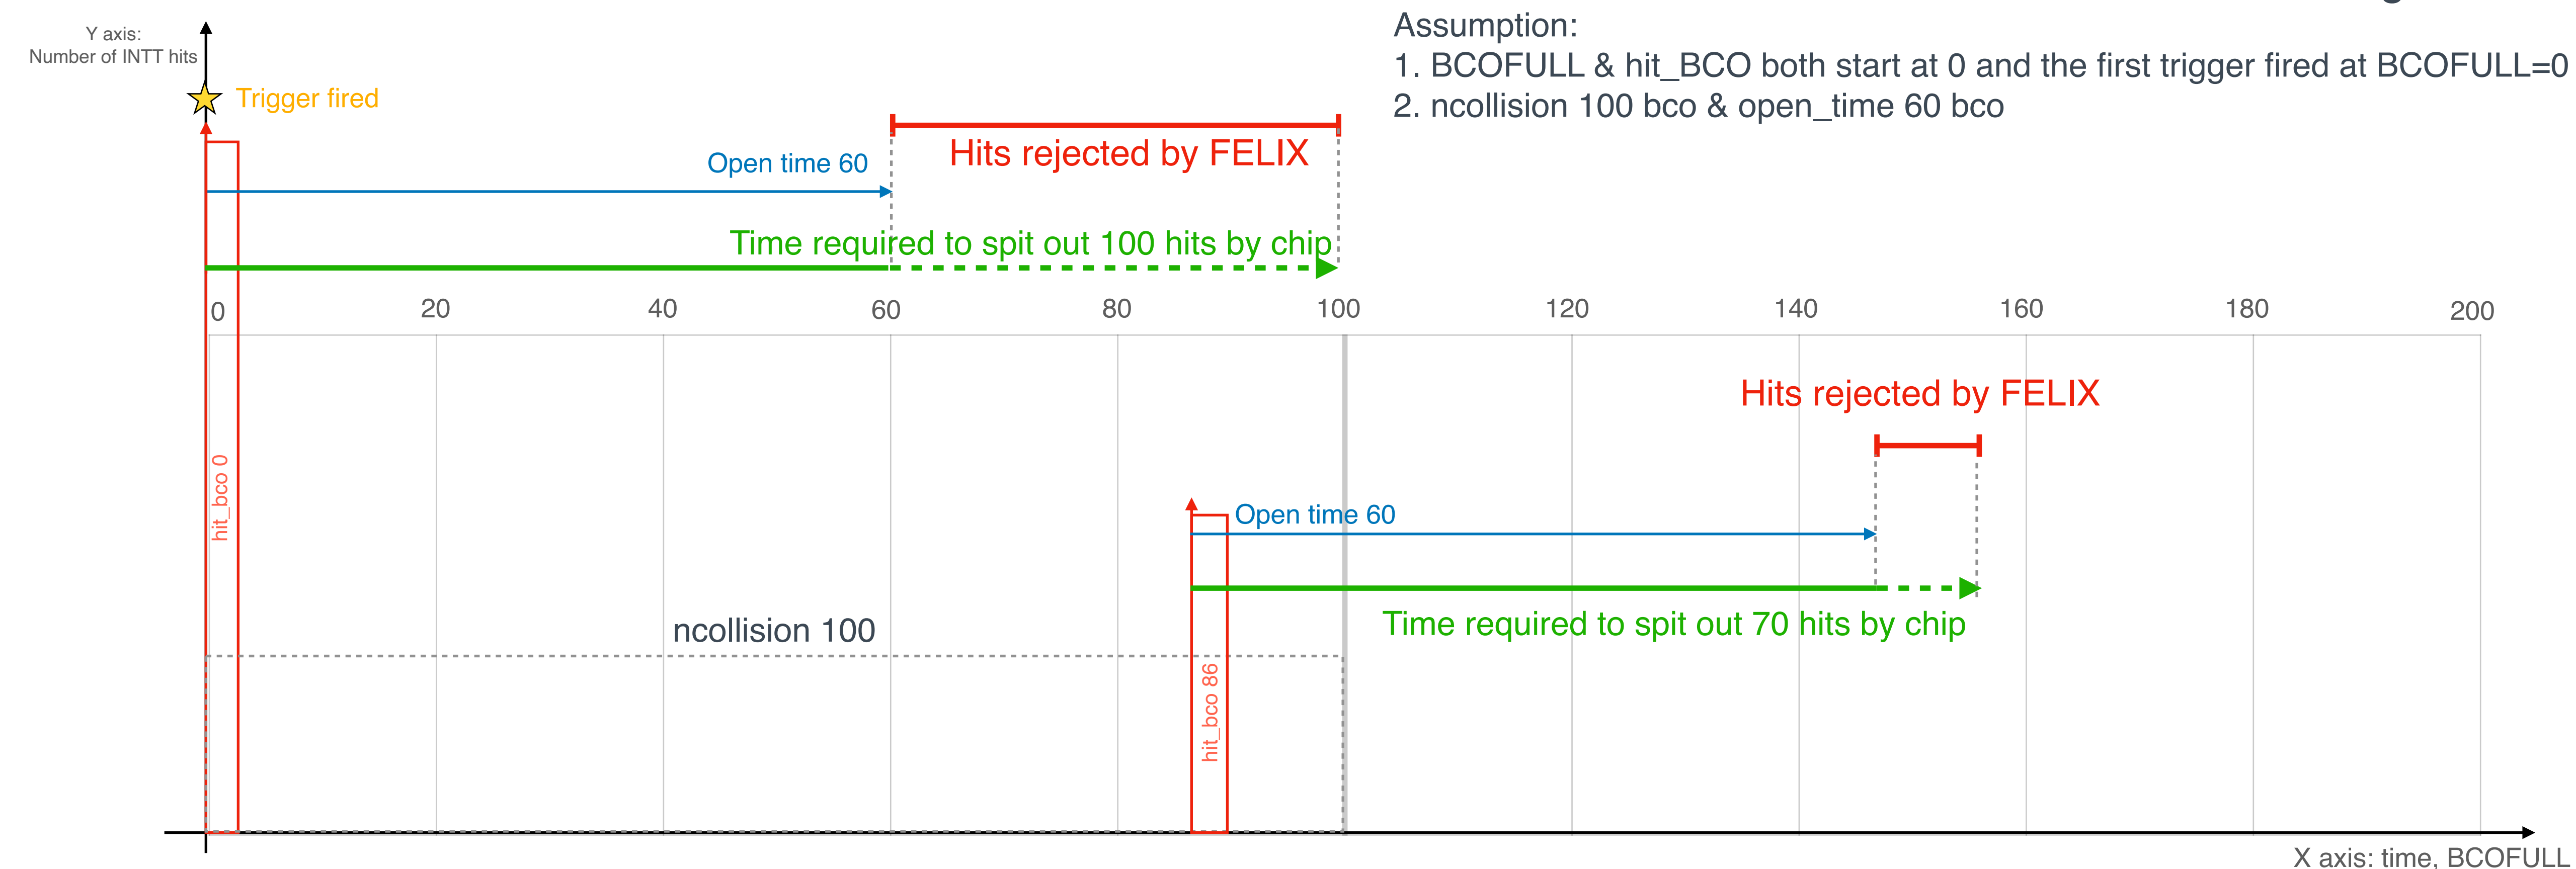 Y axis:
Number of INTT hits
Trigger fired
Assumption:
1. BCOFULL & hit_BCO both start at 0 and the first trigger fired at BCOFULL=0
2. ncollision 100 bco & open_time 60 bco
Open time 60
Hits rejected by FELIX
Time required to spit out 100 hits by chip
0 20 40 60 80 100 120 140 160 180 200
Hits rejected by FELIX
hit_bco 0
Open time 60
Time required to spit out 70 hits by chip
ncollision 100
hit_bco 86
X axis: time, BCOFULL